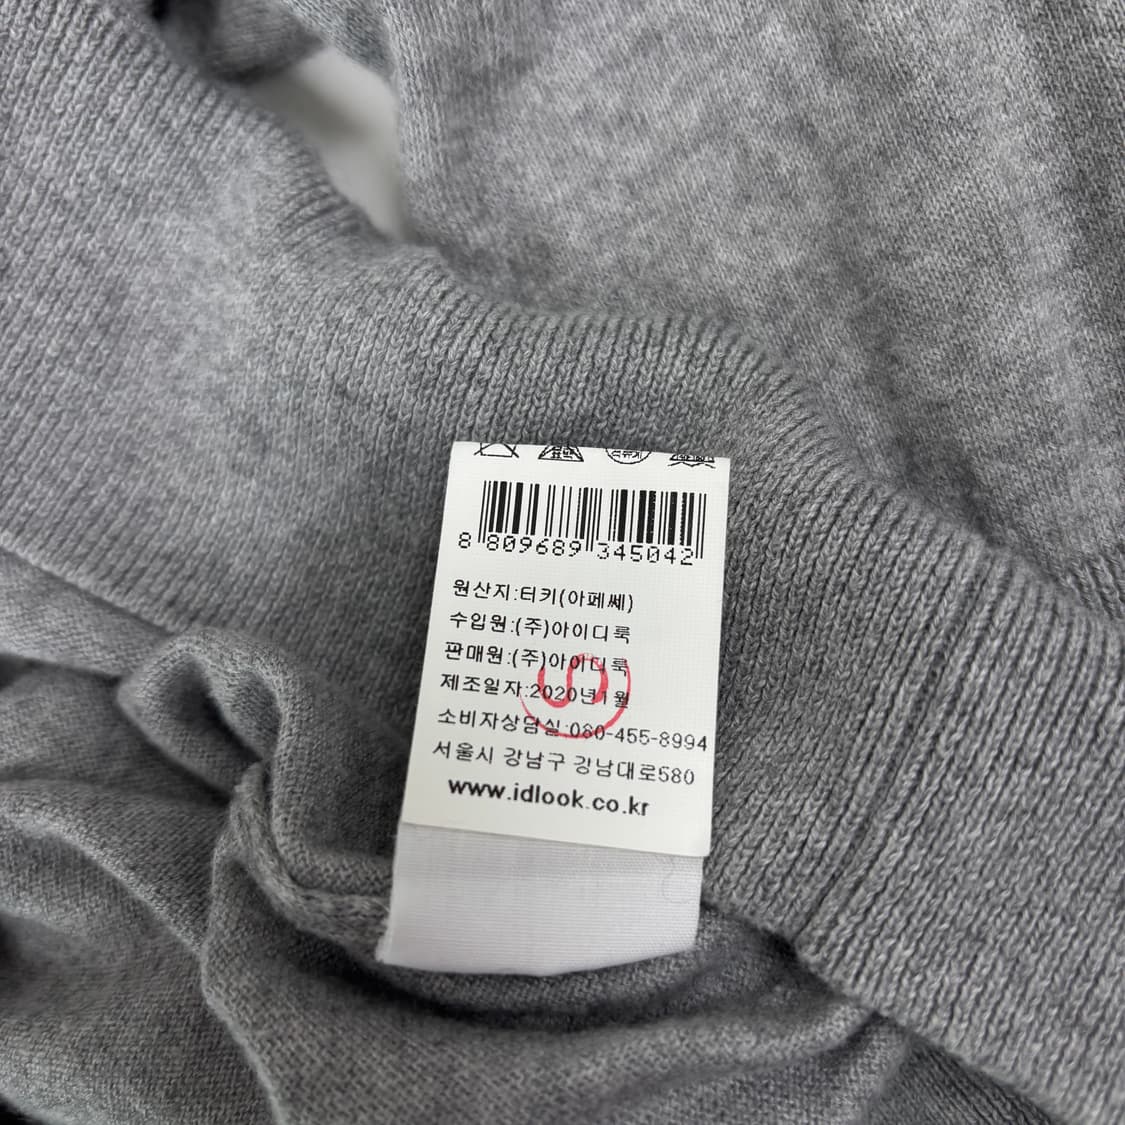 표백
8 809689 345042
원산지:터키(아페쎄)
수입원:(주)아이디룩
판매원:(주)아이디룩
제조일자:2020년1월
S
소비자상담실:080-455-8994
서울시 강남구 강남대로580
www.idlook.co.kr